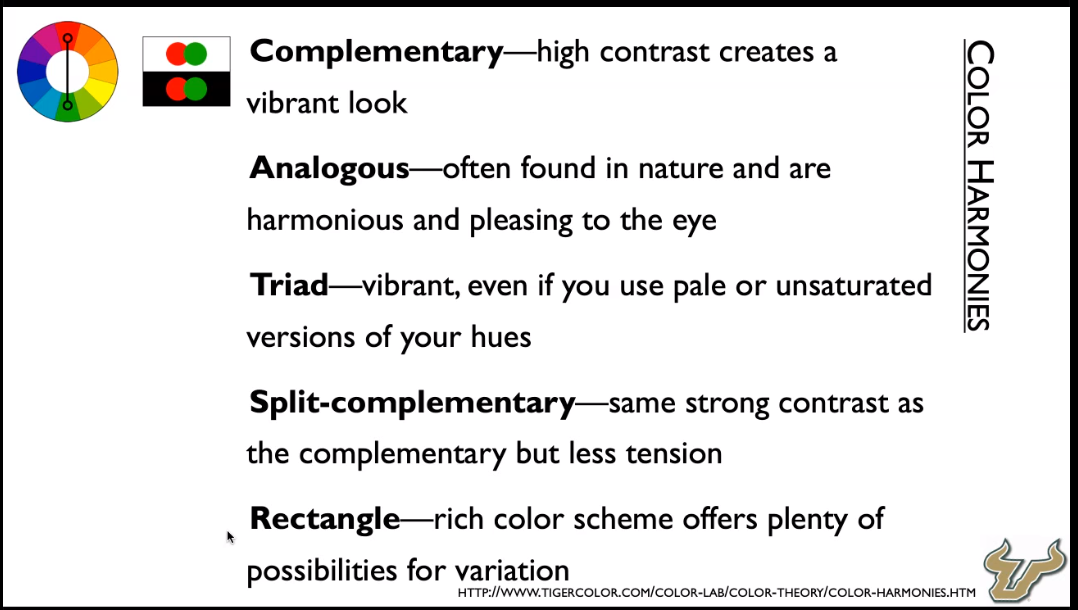 Complementary—high contrast creates a
vibrant look
Analogous—often found in nature and are
harmonious and pleasing to the eye
Triad—vibrant, even if you use pale or unsaturated
versions of your hues
Split-complementary—same strong contrast as
the complementary but less tension
Rectangle—rich color scheme offers plenty of
possibilities for variation
HTTP://WWW.TIGERCOLOR.COM/COLOR-LAB/COLOR-THEORY/COLOR-HARMONIES.HTM
COLOR HARMONIES